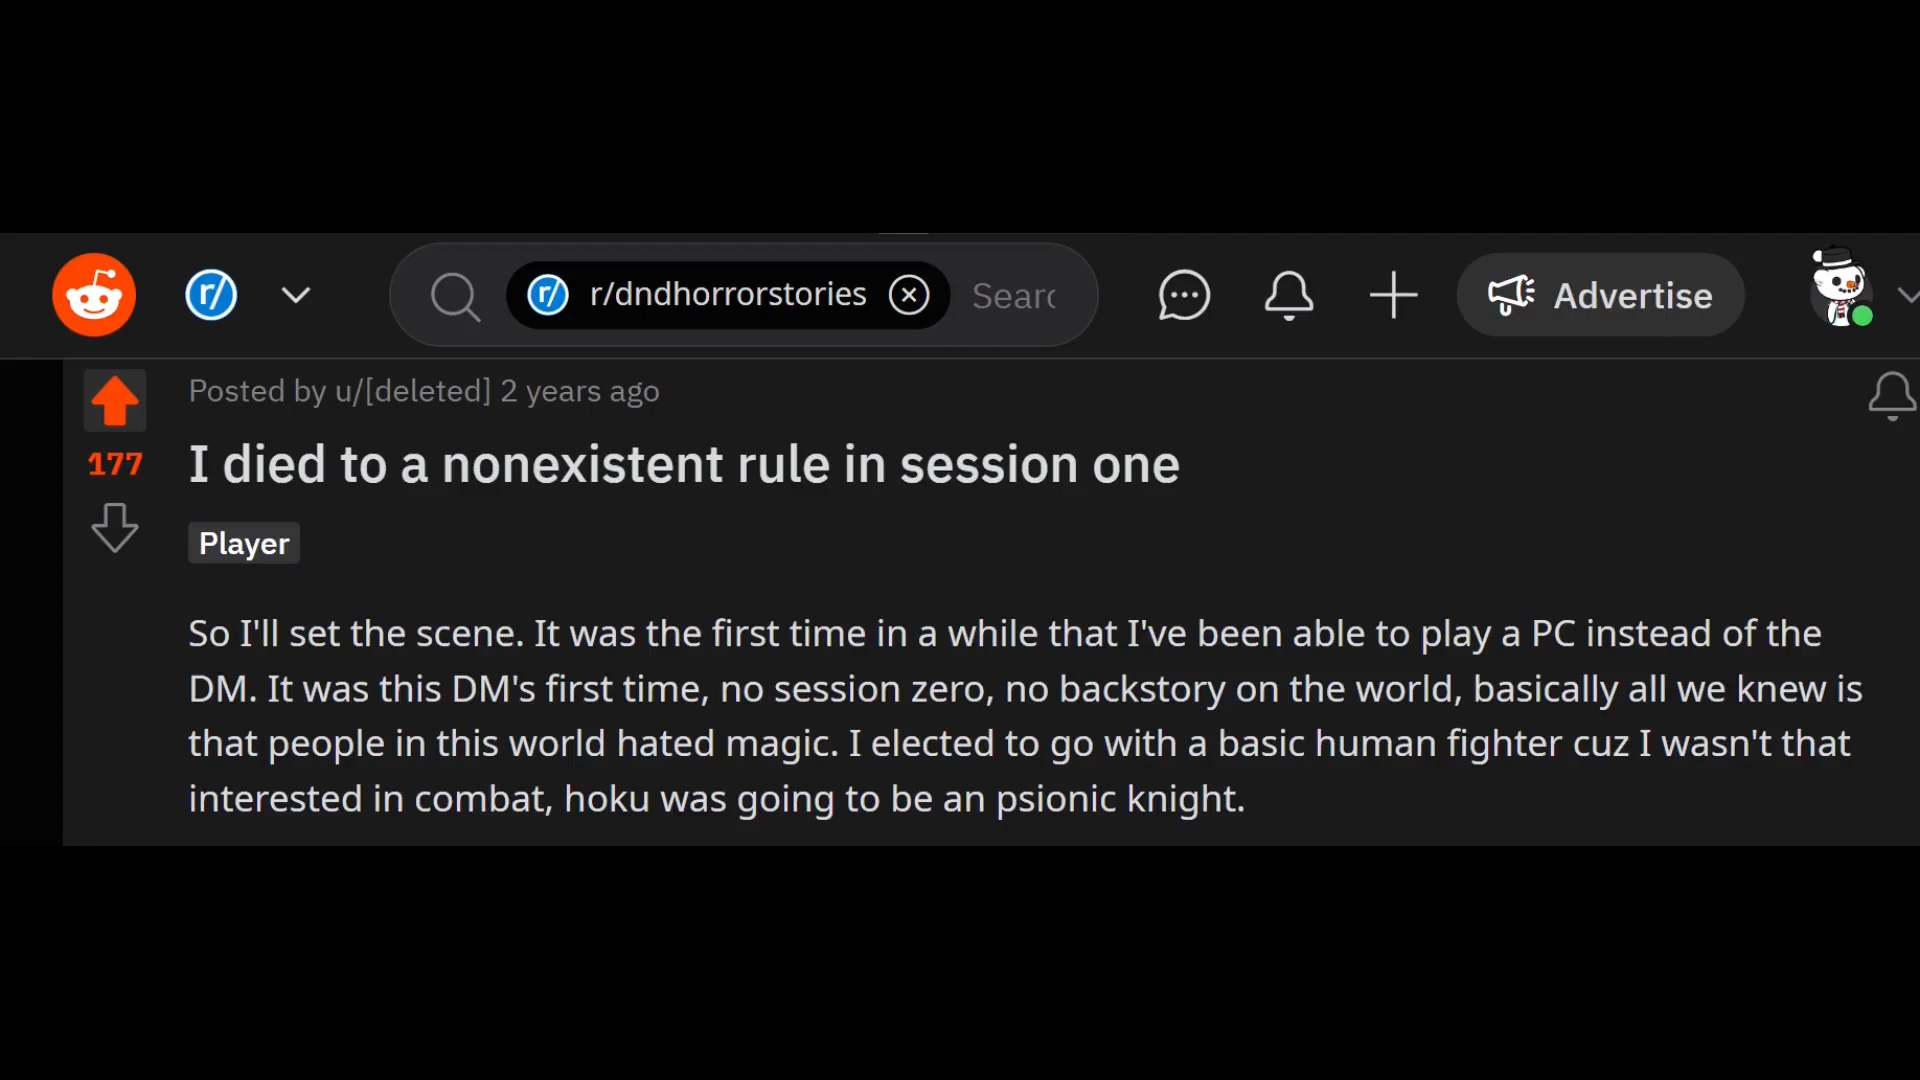 r/ r/ r/dndhorrorstories Searc Advertise
Posted by u/[deleted] 2 years ago
177 I died to a nonexistent rule in session one
Player
So I'll set the scene. It was the first time in a while that I've been able to play a PC instead of the
DM. It was this DM's first time, no session zero, no backstory on the world, basically all we knew is
that people in this world hated magic. I elected to go with a basic human fighter cuz I wasn't that
interested in combat, hoku was going to be an psionic knight.